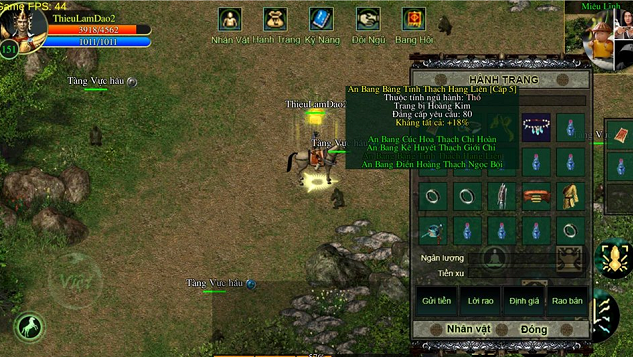 Game FPS: 44
ThieuLamDao2
3918/4562
1011/1011
151
Nhân Vật
Hành Trang
Kỹ Năng
Đội Ngũ
Bang Hội
Miêu Lĩnh
Tàng Vực hầu
HÀNH TRANG
An Bang Băng Tinh Thạch Hạng Liên [Cấp 5]
Thuộc tính ngũ hành: Thổ
Trang bị Hoàng Kim
Đẳng cấp yêu cầu: 80
Kháng tất cả: +18%
An Bang Cúc Hoa Thạch Chỉ Hoàn
An Bang Kê Huyết Thạch Giới Chỉ
An Bang Điền Hoàng Thạch Ngọc Bội
ThieuLamDao2
Tàng Vực
Ngân lượng
Tiền xu
Tàng Vực hầu
Việt
Gửi tiền
Lời rao
Định giá
Rao bán
Nhân vật
Đóng